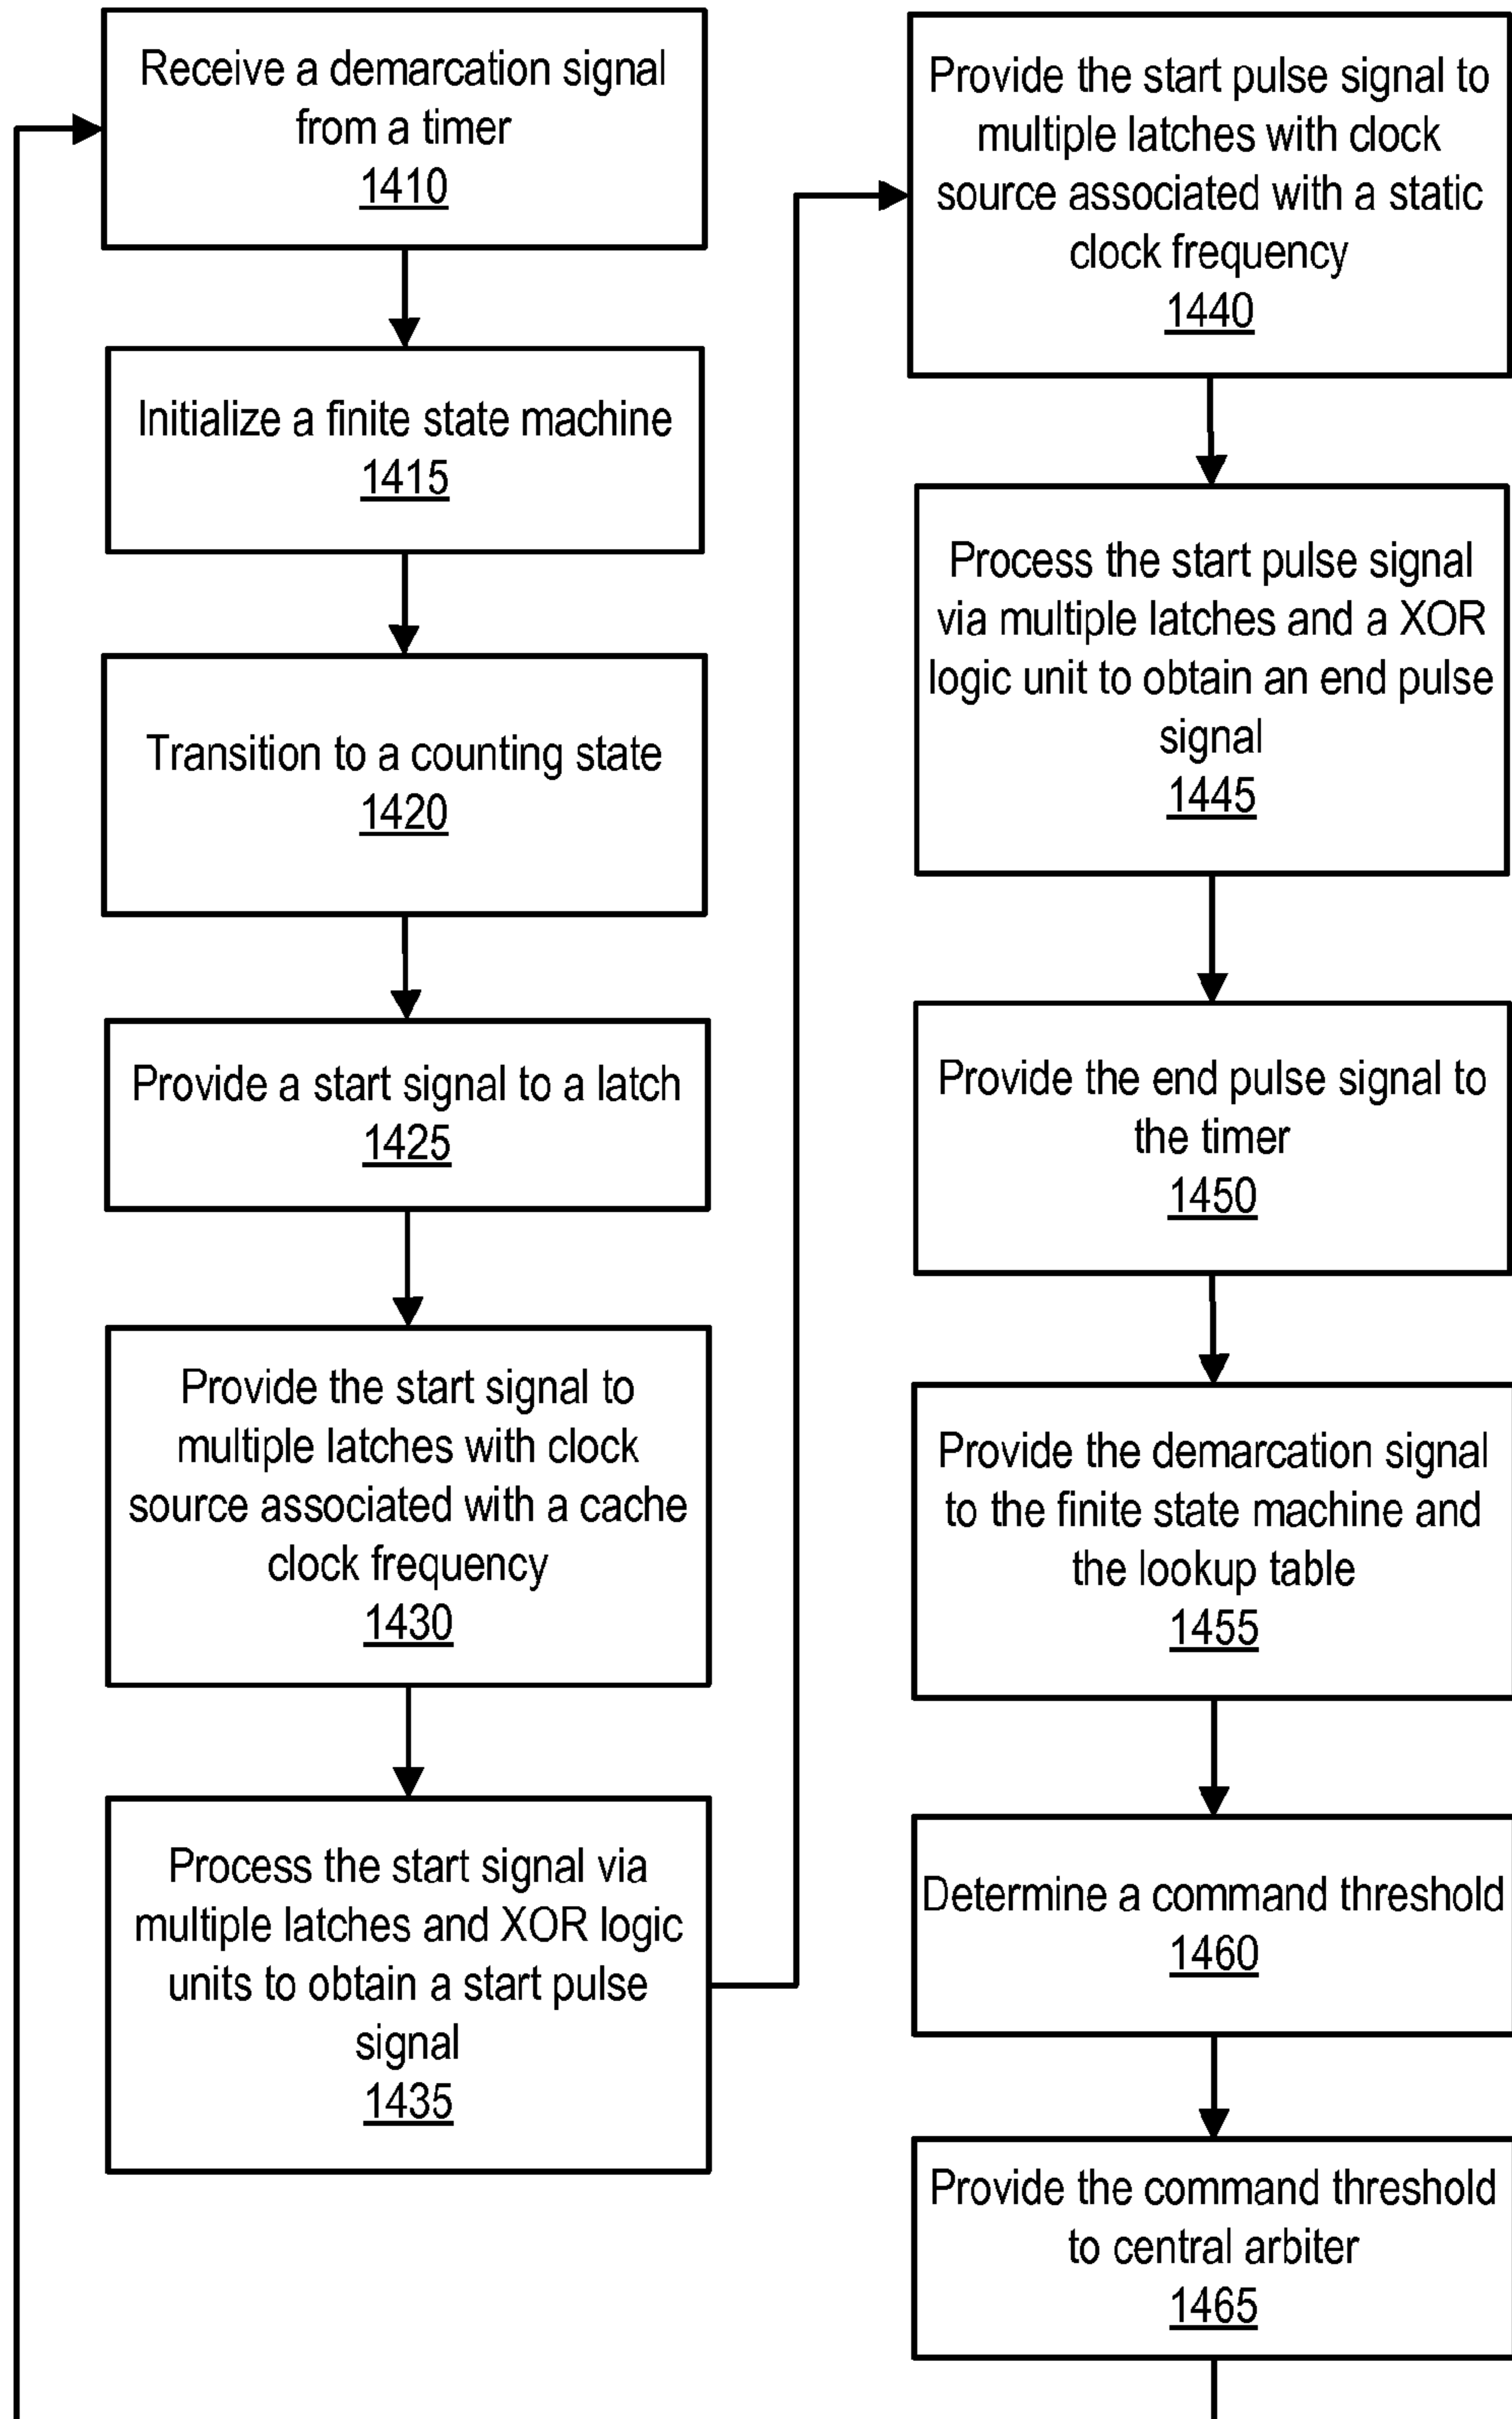 Receive a demarcation signal
from a timer
1410
Initialize a finite state machine
1415
Transition to a counting state
1420
Provide a start signal to a latch
1425
Provide the start signal to
multiple latches with clock
source associated with a cache
clock frequency
1430
Process the start signal via
multiple latches and XOR logic
units to obtain a start pulse
signal
1435
Provide the start pulse signal to
multiple latches with clock
source associated with a static
clock frequency
1440
Process the start pulse signal
via multiple latches and a XOR
logic unit to obtain an end pulse
signal
1445
Provide the end pulse signal to
the timer
1450
Provide the demarcation signal
to the finite state machine and
the lookup table
1455
Determine a command threshold
1460
Provide the command threshold
to central arbiter
1465